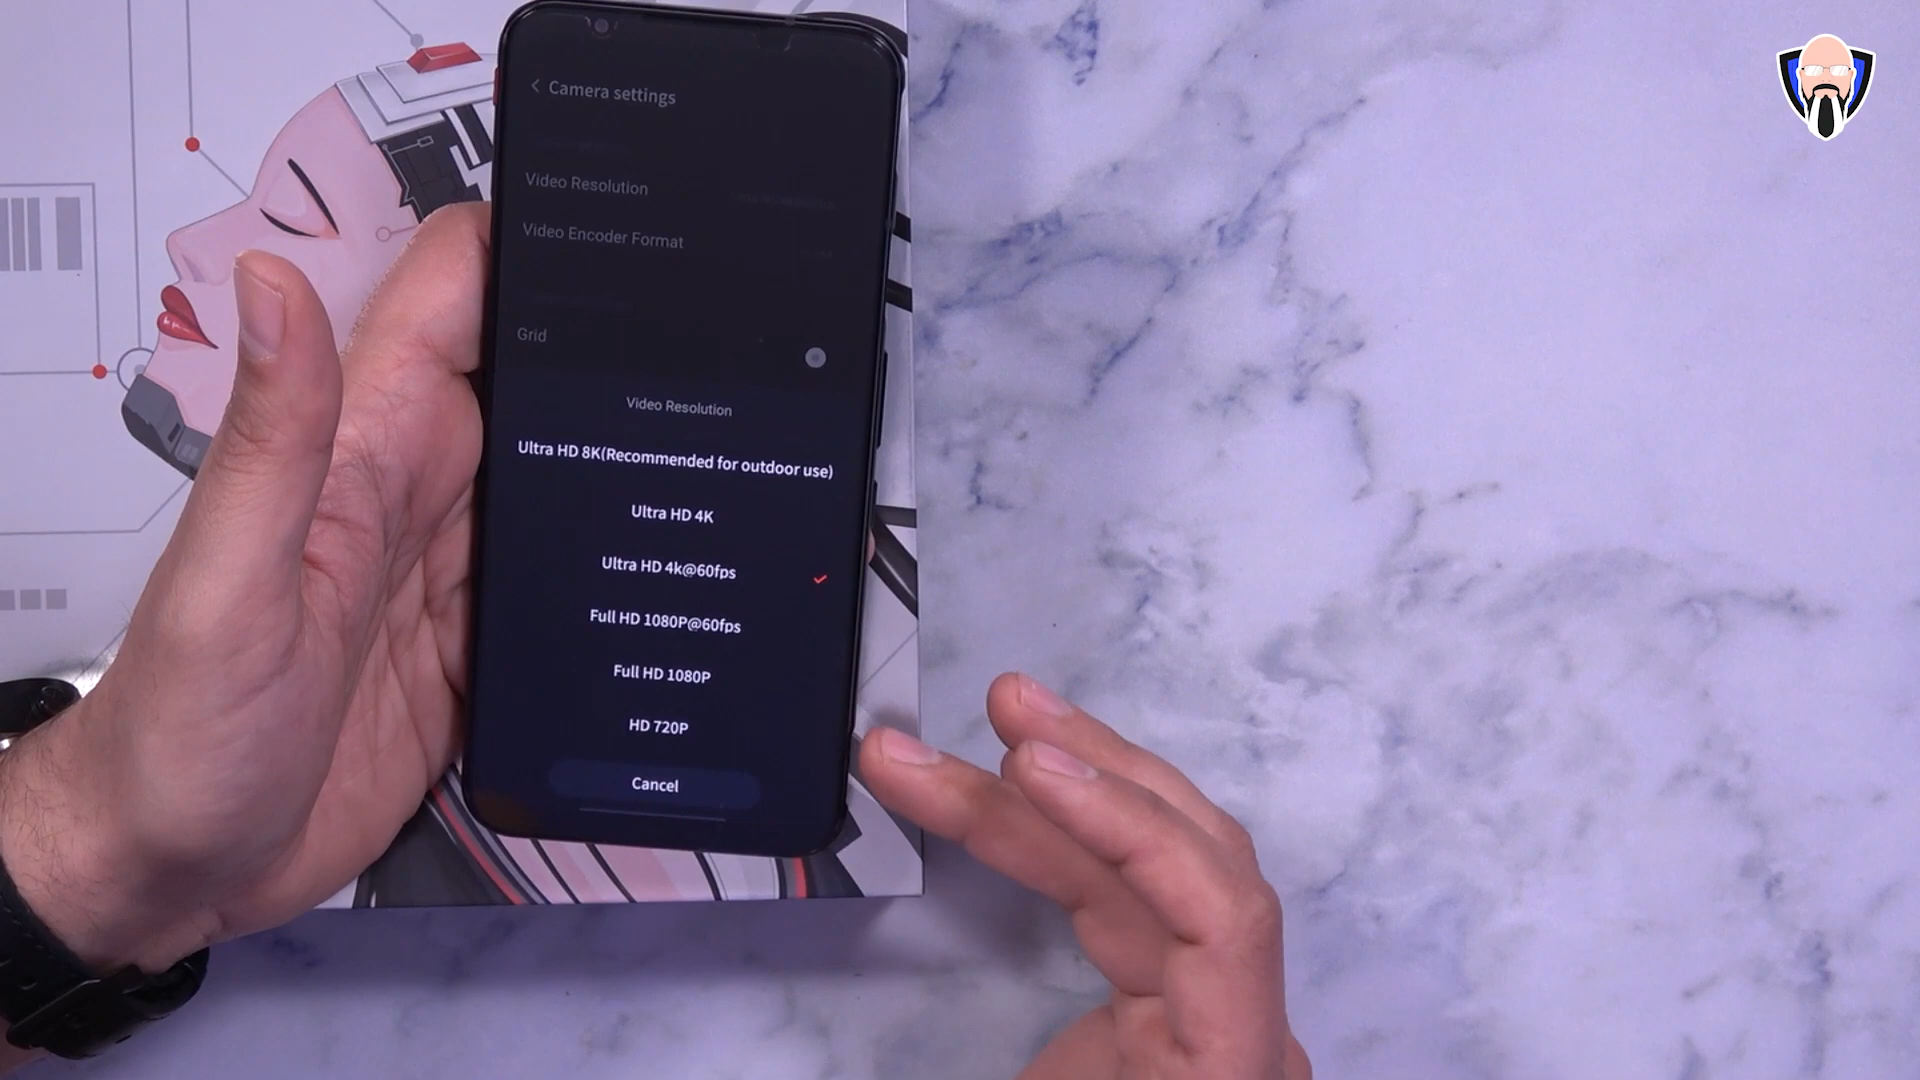 Camera settings
Video Resolution
Video Encoder Format
Grid
Video Resolution
Ultra HD 8K(Recommended for outdoor use)
Ultra HD 4K
Ultra HD 4k@60fps
Full HD 1080P@60fps
Full HD 1080P
HD 720P
Cancel